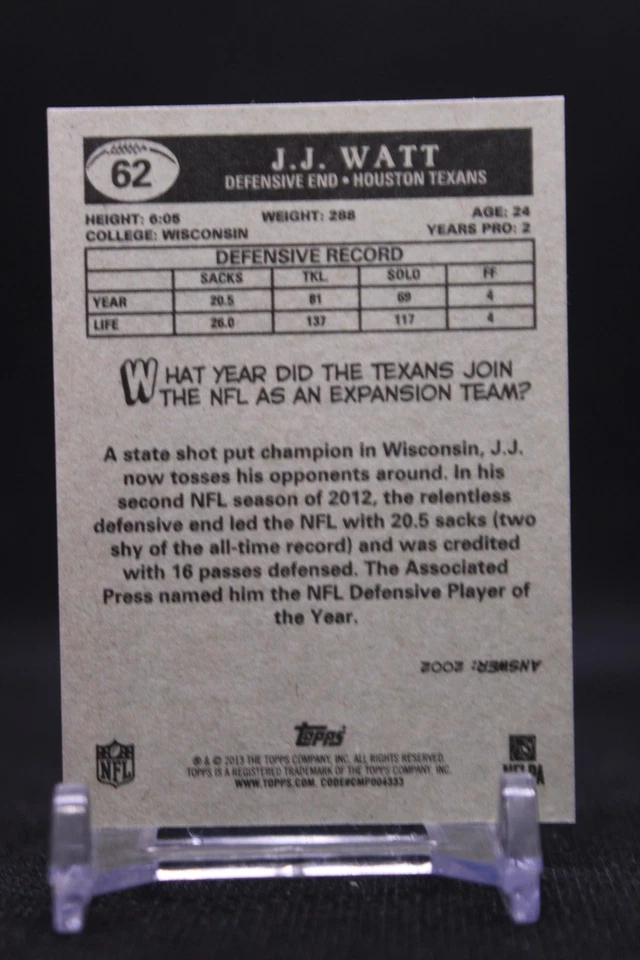 62
J.J. WATT
DEFENSIVE END • HOUSTON TEXANS
HEIGHT: 6:05 WEIGHT: 288 AGE: 24
COLLEGE: WISCONSIN YEARS PRO: 2
DEFENSIVE RECORD
SACKS TKL. SOLO FF
YEAR 20.5 81 69 4
LIFE 26.0 137 117 4
WHAT YEAR DID THE TEXANS JOIN
THE NFL AS AN EXPANSION TEAM?
A state shot put champion in Wisconsin, J.J.
now tosses his opponents around. In his
second NFL season of 2012, the relentless
defensive end led the NFL with 20.5 sacks (two
shy of the all-time record) and was credited
with 16 passes defensed. The Associated
Press named him the NFL Defensive Player of
the Year.
ANSWER: 2002
Topps
NFL
® & © 2013 THE TOPPS COMPANY, INC. ALL RIGHTS RESERVED.
TOPPS IS A REGISTERED TRADEMARK OF THE TOPPS COMPANY, INC.
WWW.TOPPS.COM. CODE#CMP004333
NFLPA